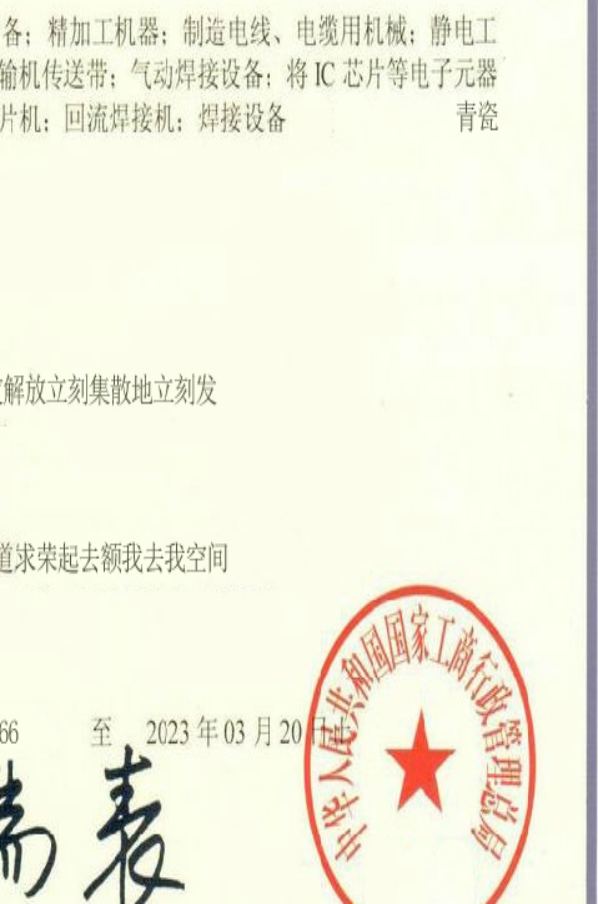 备；精加工机器；制造电线、电缆用机械；静电工
输机传送带；气动焊接设备；将 IC 芯片等电子元器
片机；回流焊接机；焊接设备 青瓷
解放立刻集散地立刻发
道求荣起去额我去我空间
66 至 2023 年 03 月 20 日止
中华人民共和国国家工商行政管理总局